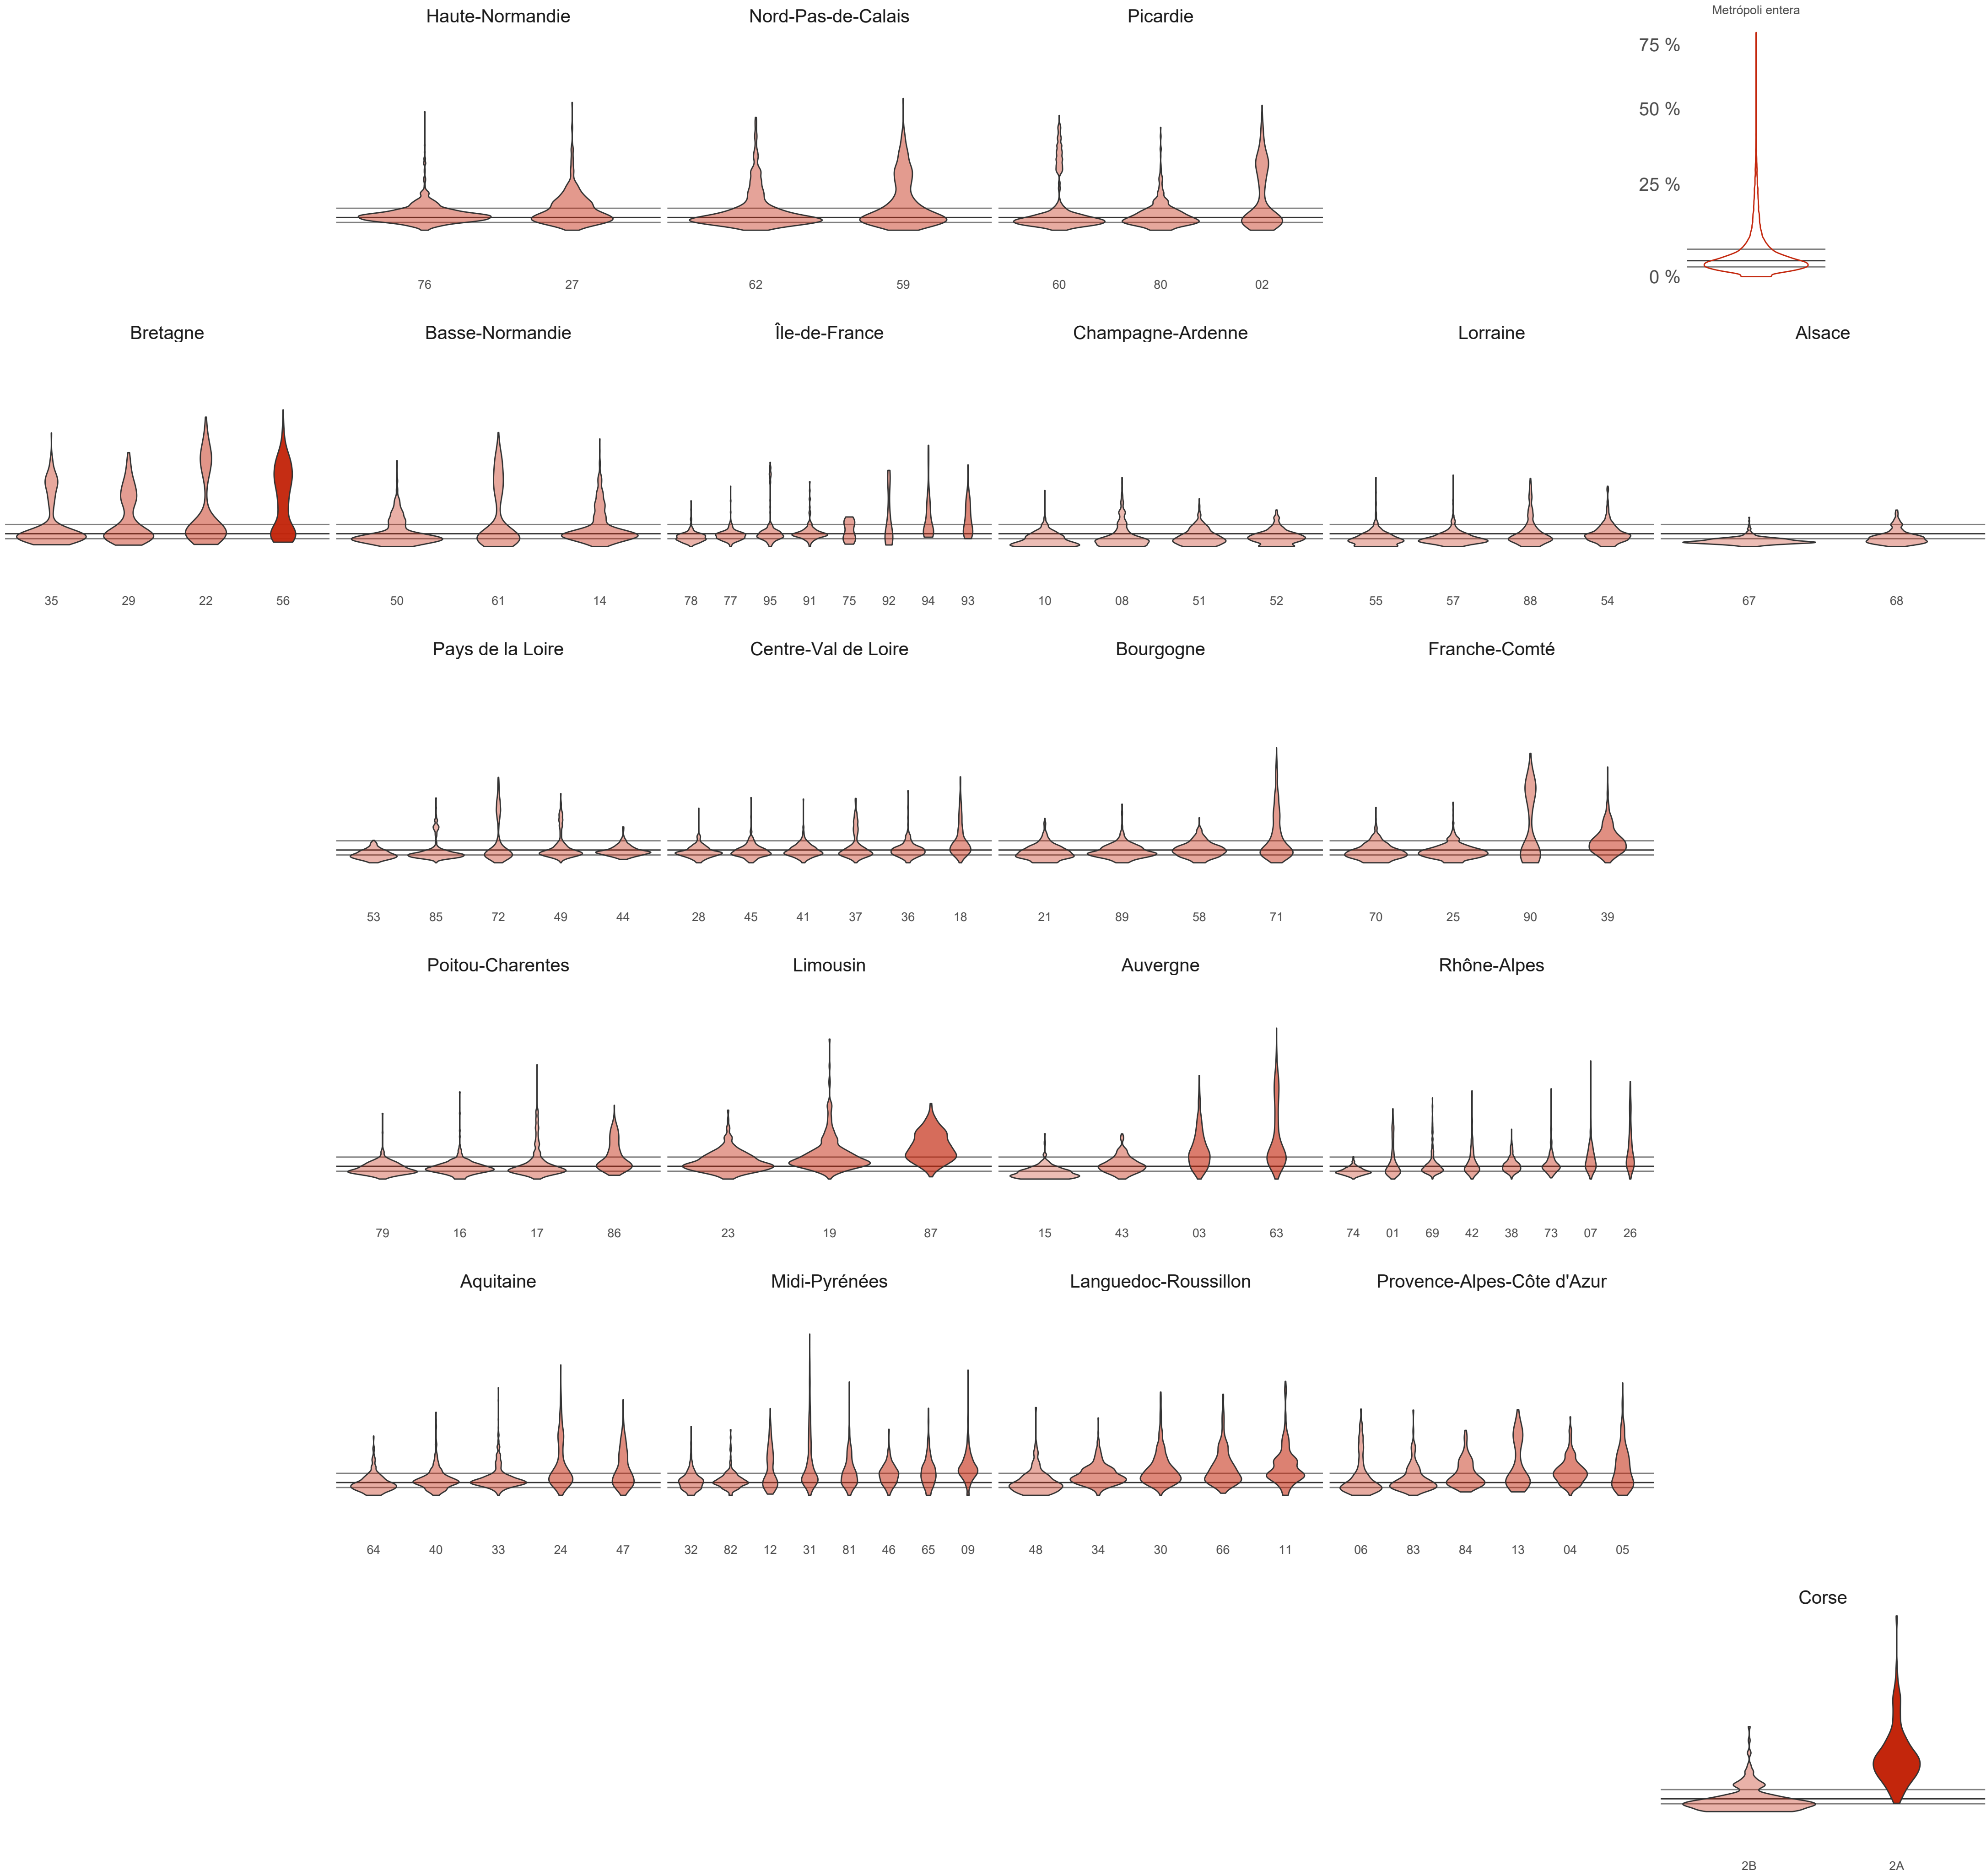 Haute-Normandie
Nord-Pas-de-Calais
Picardie
Metrópoli entera
75 %
50 %
25 %
0 %
76 27
62 59
60 80 02
Bretagne
Basse-Normandie
Île-de-France
Champagne-Ardenne
Lorraine
Alsace
35 29 22 56
50 61 14
78 77 95 91 75 92 94 93
10 08 51 52
55 57 88 54
67 68
Pays de la Loire
Centre-Val de Loire
Bourgogne
Franche-Comté
53 85 72 49 44
28 45 41 37 36 18
21 89 58 71
70 25 90 39
Poitou-Charentes
Limousin
Auvergne
Rhône-Alpes
79 16 17 86
23 19 87
15 43 03 63
74 01 69 42 38 73 07 26
Aquitaine
Midi-Pyrénées
Languedoc-Roussillon
Provence-Alpes-Côte d'Azur
64 40 33 24 47
32 82 12 31 81 46 65 09
48 34 30 66 11
06 83 84 13 04 05
Corse
2B 2A